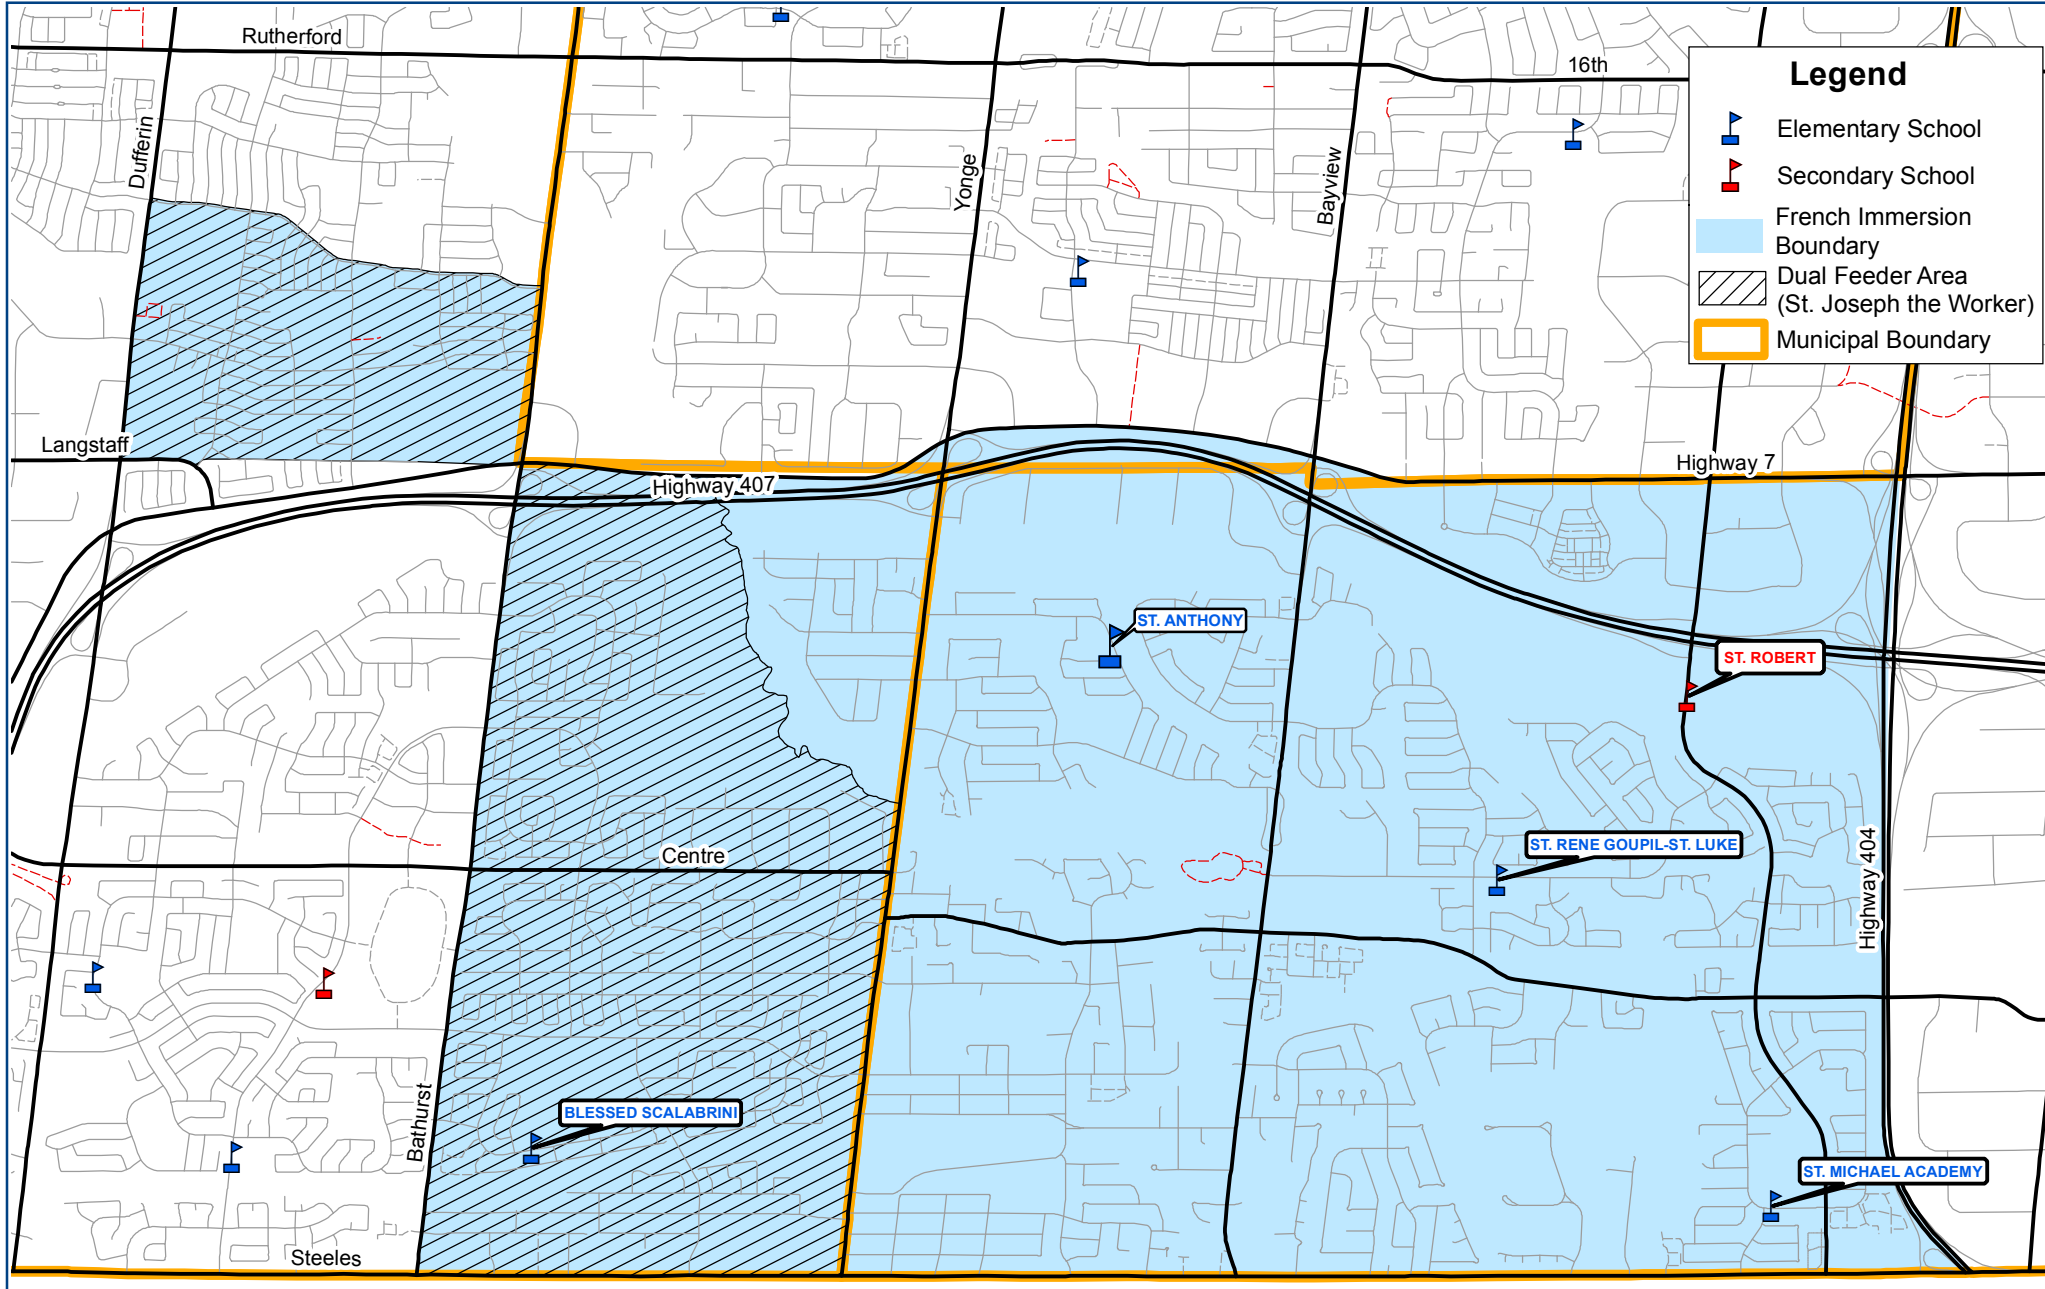 Rutherford
16th
Legend
Elementary School
Secondary School
French Immersion
Boundary
Dual Feeder Area
(St. Joseph the Worker)
Municipal Boundary
Dufferin
Yonge
Bayview
Langstaff
Highway 7
Highway 407
ST. ANTHONY
ST. ROBERT
ST. RENE GOUPIL-ST. LUKE
Centre
Highway 404
Bathurst
BLESSED SCALABRINI
ST. MICHAEL ACADEMY
Steeles